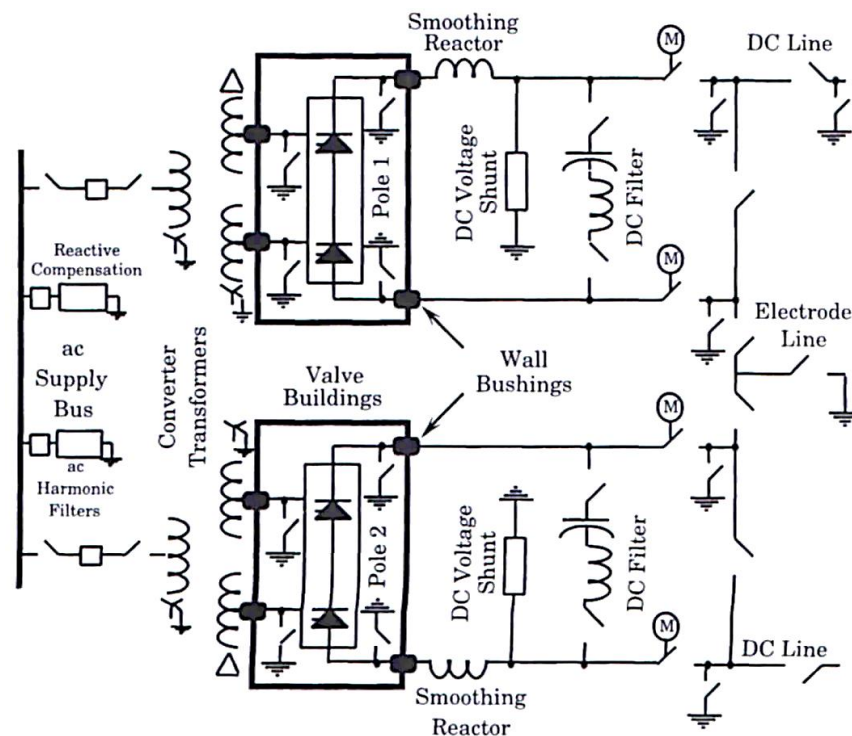 Smoothing
Reactor
M
DC Line
Pole 1
DC Voltage
Shunt
DC Filter
Reactive
Compensation
M
Electrode
Line
ac
Supply
Bus
Converter
Transformers
Valve
Buildings
Wall
Bushings
M
ac
Harmonic
Filters
Pole 2
DC Voltage
Shunt
DC Filter
M
DC Line
Smoothing
Reactor